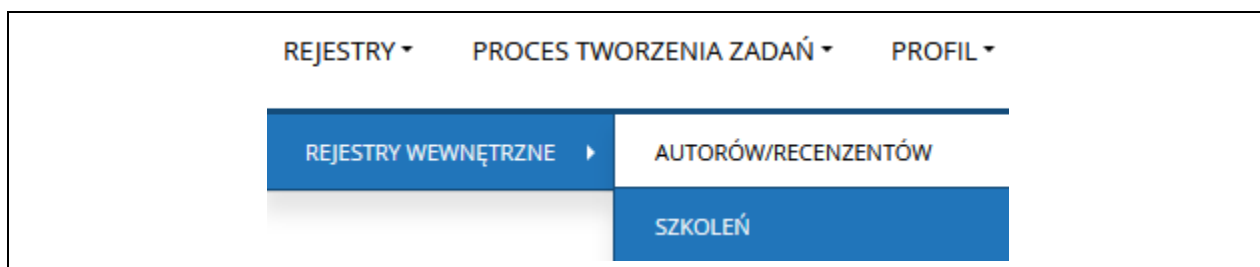 REJESTRY PROCES TWORZENIA ZADAŃ PROFIL
REJESTRY WEWNĘTRZNE AUTORÓW/RECENZENTÓW
SZKOLEŃ